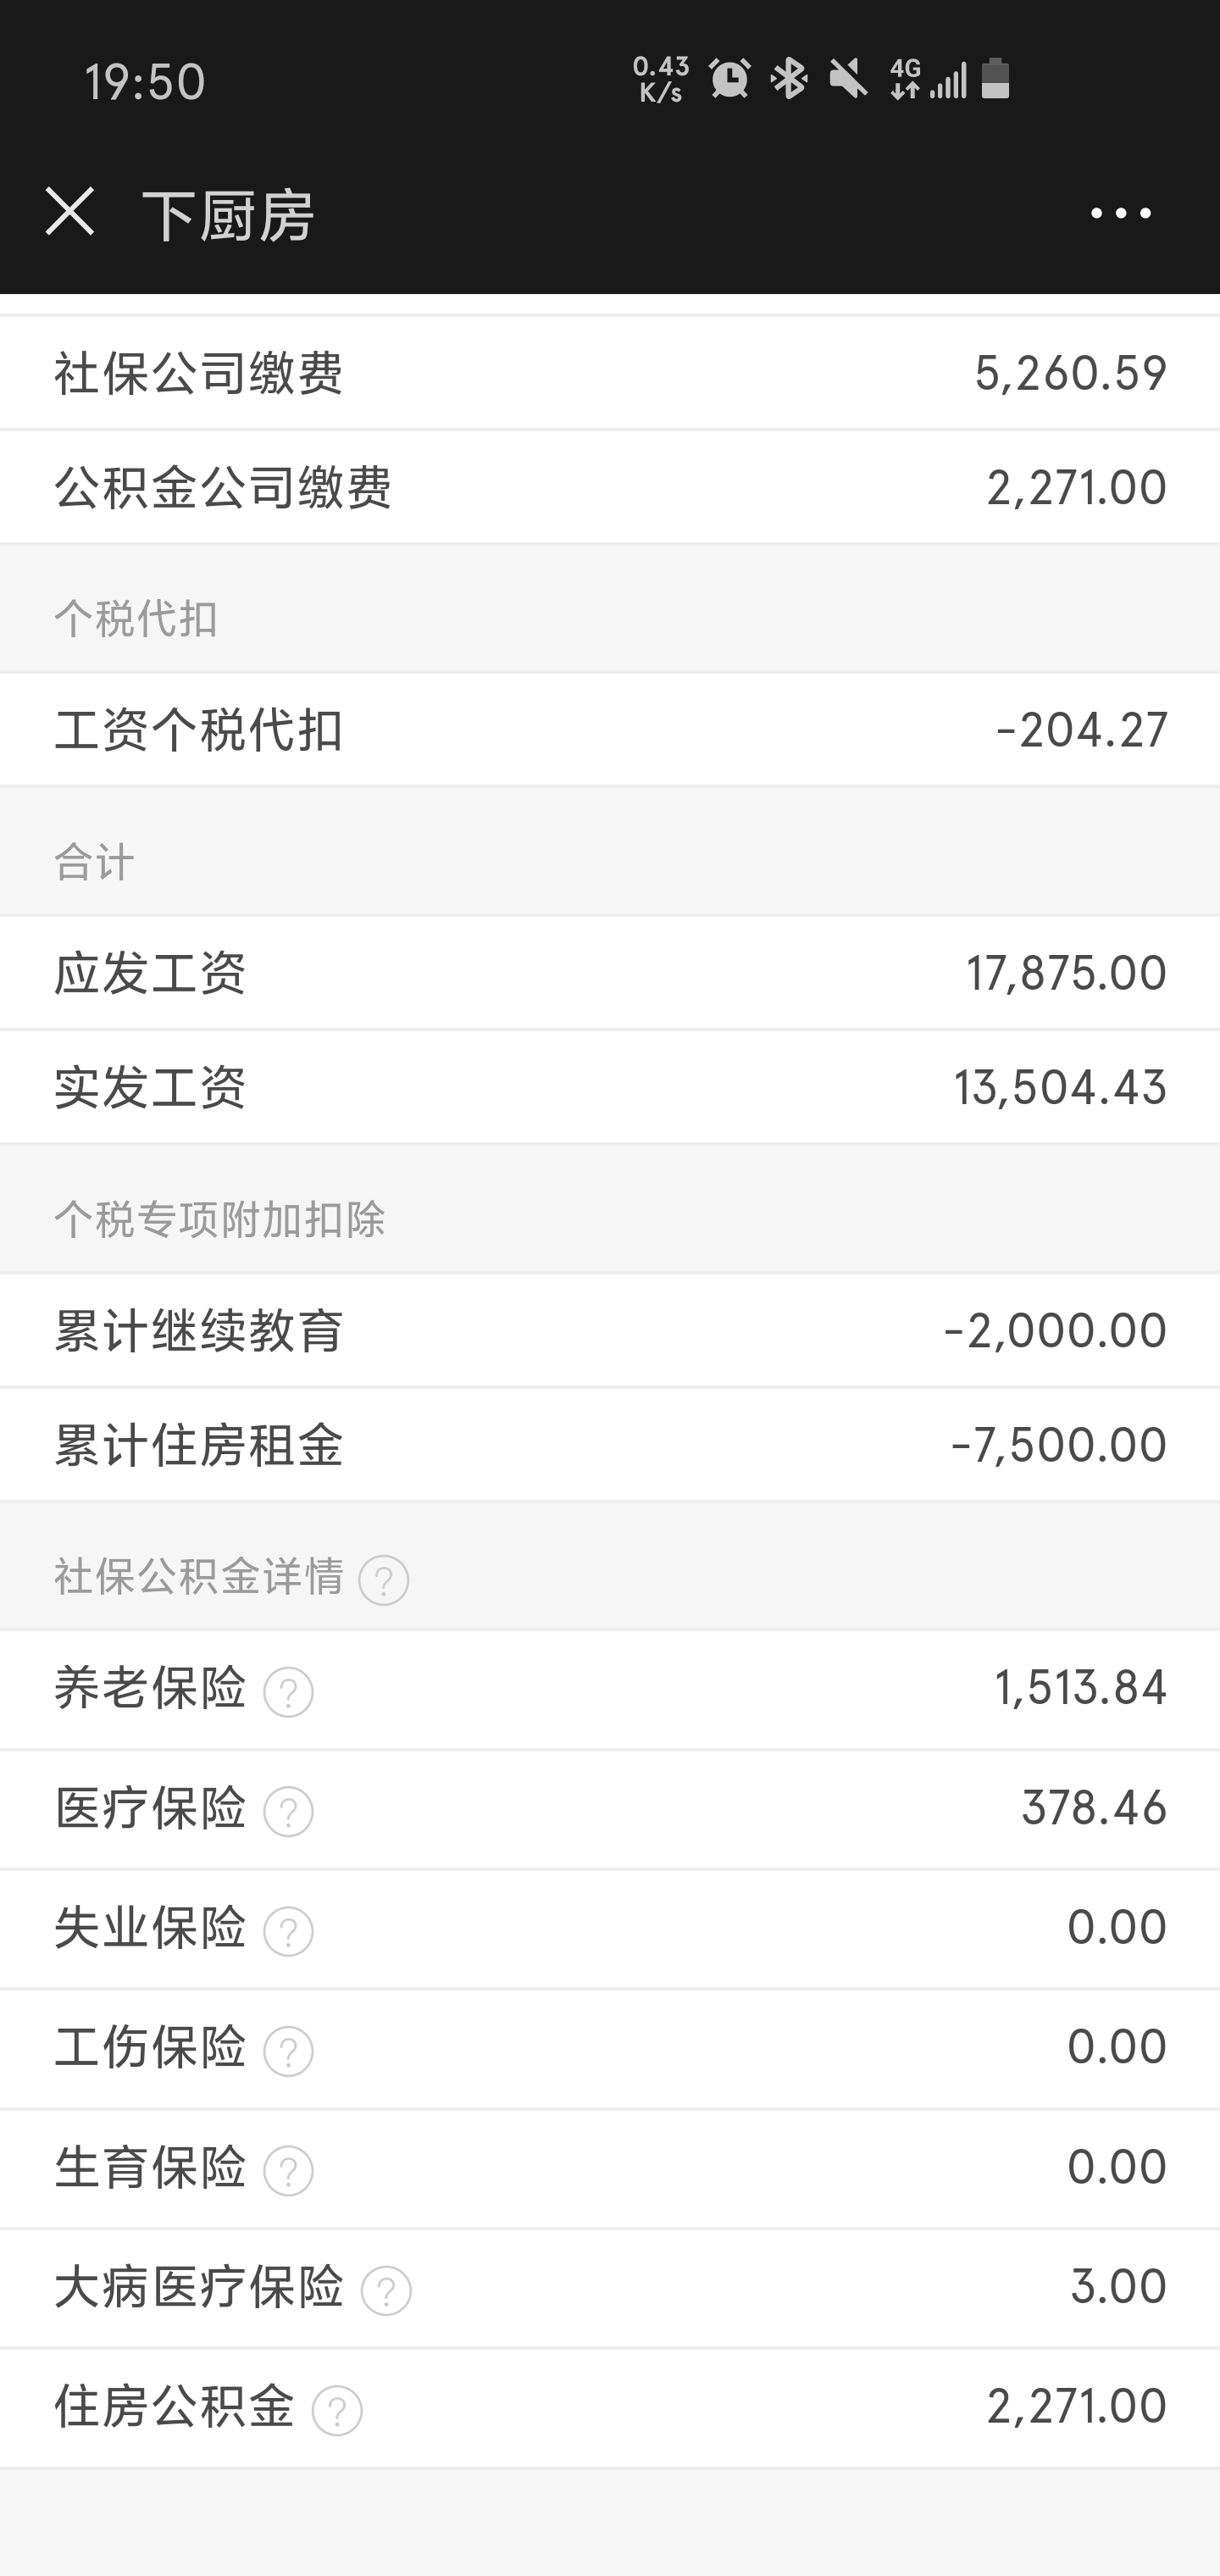 19:50 0.43 K/s 4G
下厨房
社保公司缴费 5,260.59
公积金公司缴费 2,271.00
个税代扣
工资个税代扣 -204.27
合计
应发工资 17,875.00
实发工资 13,504.43
个税专项附加扣除
累计继续教育 -2,000.00
累计住房租金 -7,500.00
社保公积金详情 ?
养老保险 ? 1,513.84
医疗保险 ? 378.46
失业保险 ? 0.00
工伤保险 ? 0.00
生育保险 ? 0.00
大病医疗保险 ? 3.00
住房公积金 ? 2,271.00